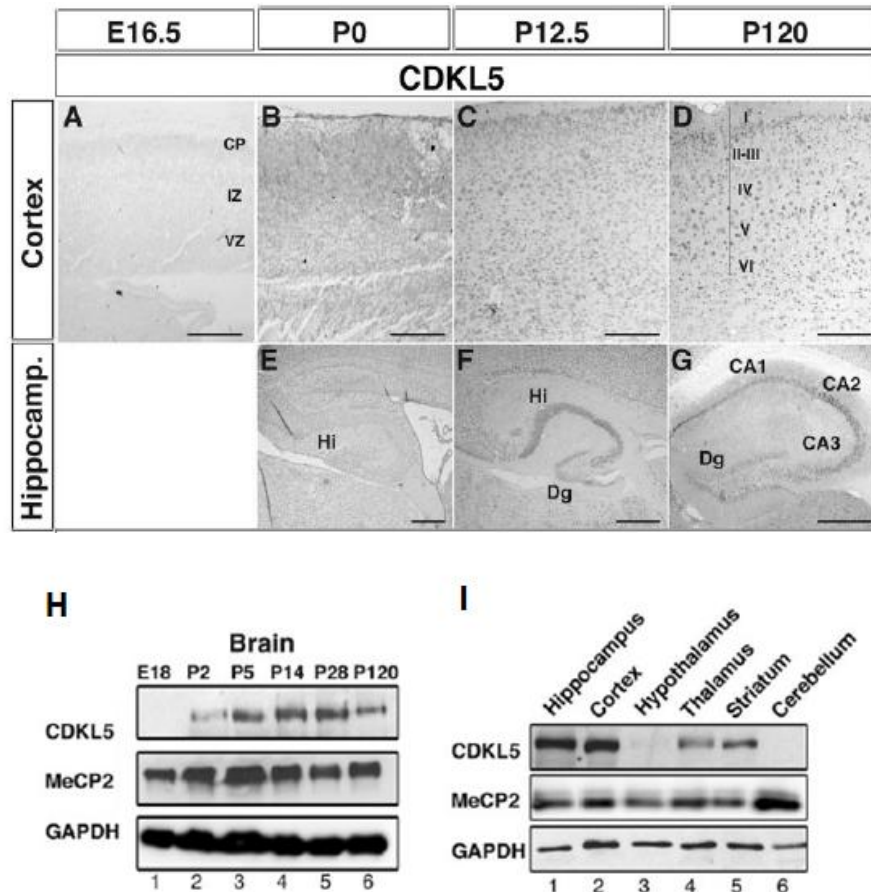 E16.5 P0 P12.5 P120
CDKL5
Cortex
A B C D
CP
IZ
VZ
I
II-III
IV
V
VI
Hippocamp.
E F G
Hi
Hi
Dg
CA1
CA2
CA3
Dg
H
Brain
E18 P2 P5 P14 P28 P120
CDKL5
MeCP2
GAPDH
1 2 3 4 5 6
I
Hippocampus Cortex Hypothalamus Thalamus Striatum Cerebellum
CDKL5
MeCP2
GAPDH
1 2 3 4 5 6